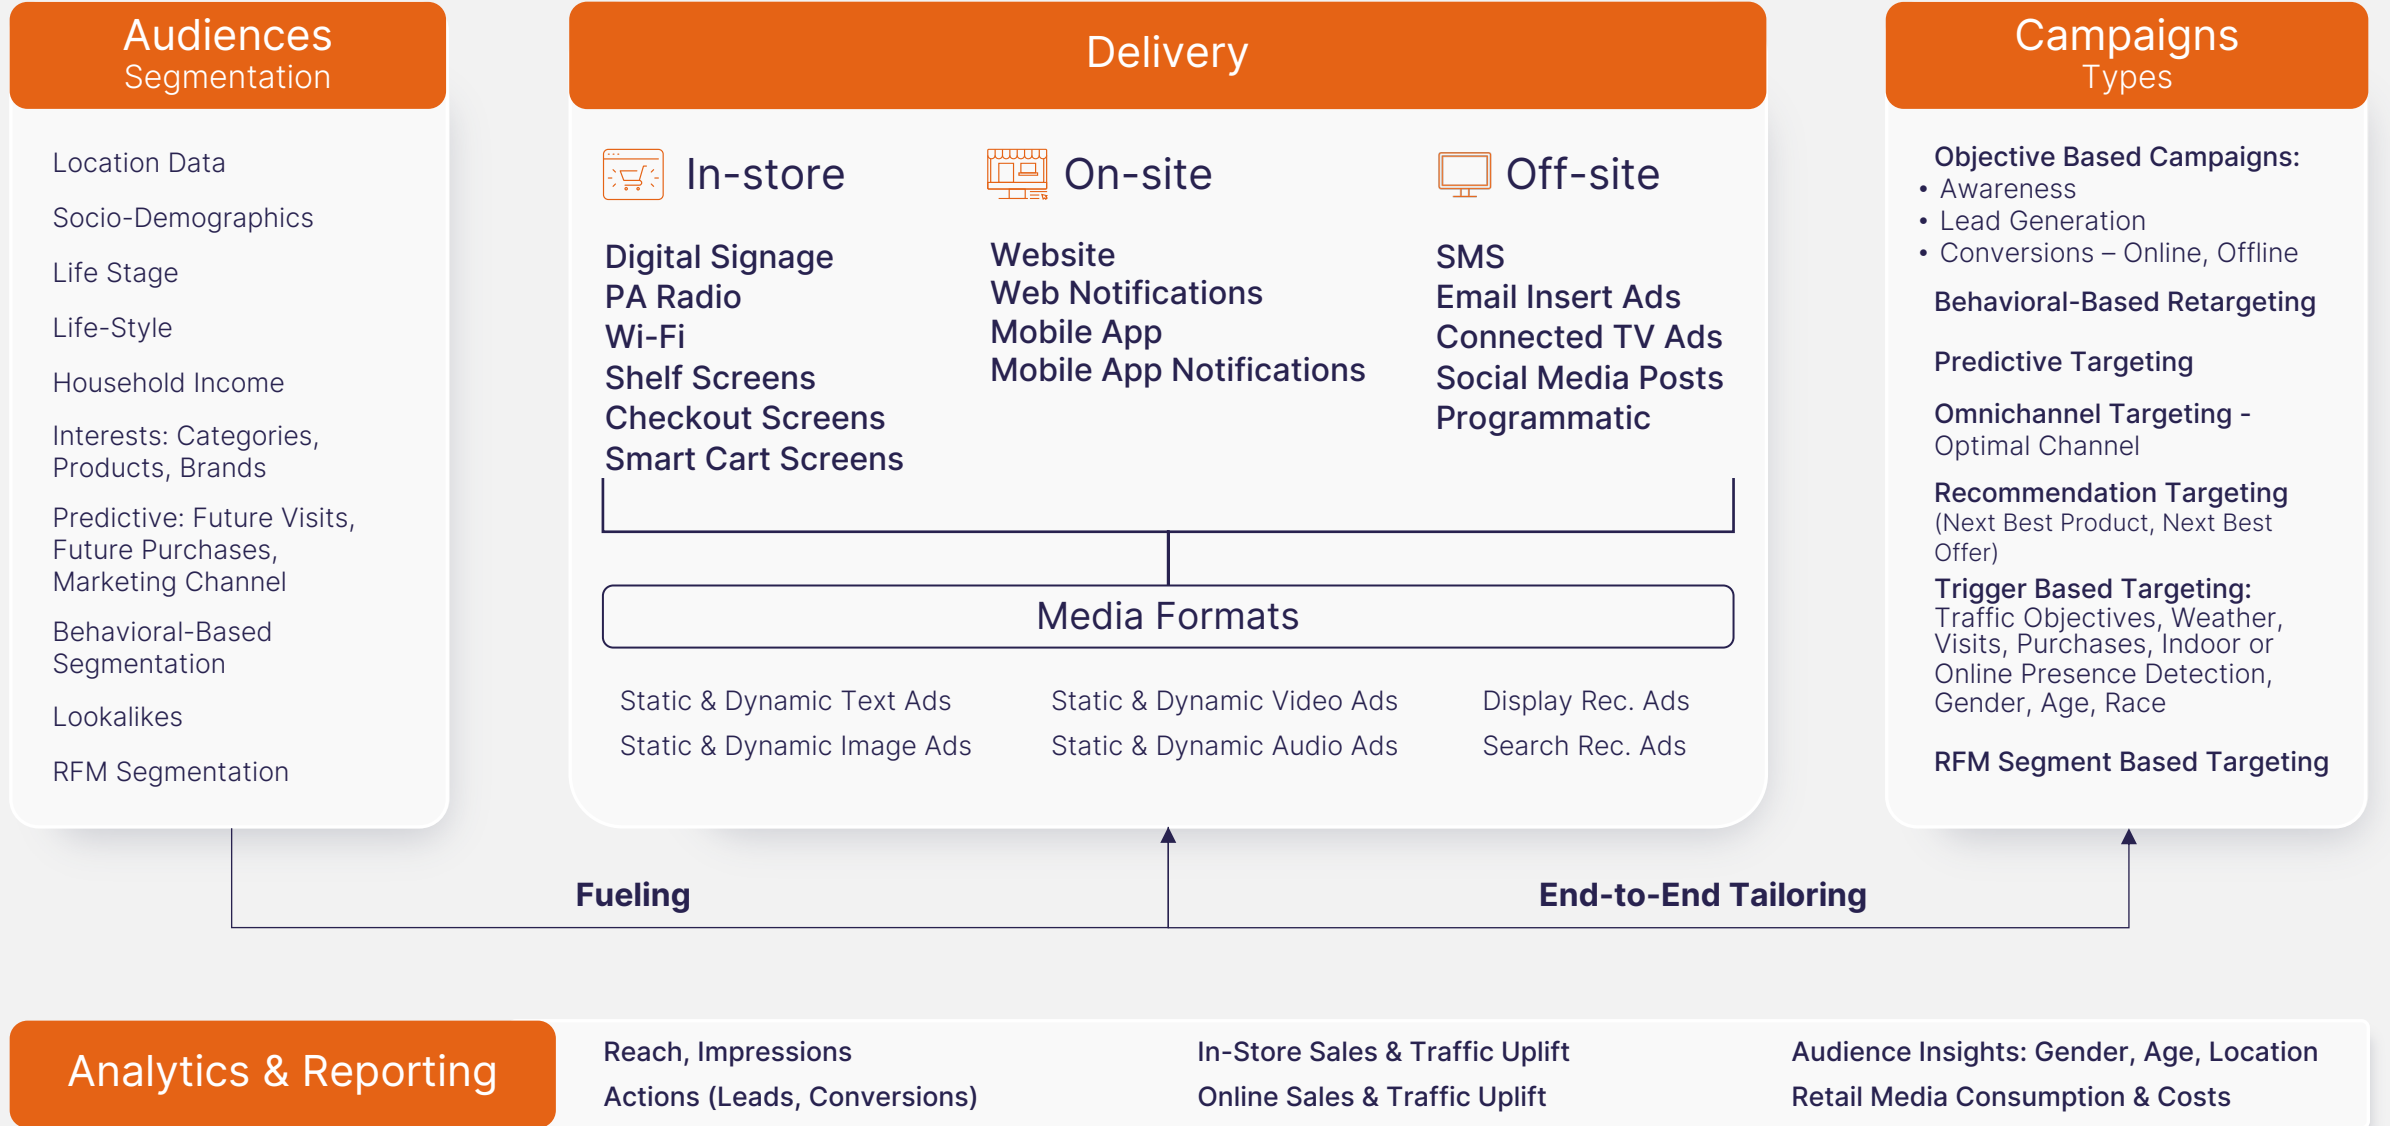 Audiences
Segmentation
Location Data
Socio-Demographics
Life Stage
Life-Style
Household Income
Interests: Categories,
Products, Brands
Predictive: Future Visits,
Future Purchases,
Marketing Channel
Behavioral-Based
Segmentation
Lookalikes
RFM Segmentation
Delivery
In-store
Digital Signage
PA Radio
Wi-Fi
Shelf Screens
Checkout Screens
Smart Cart Screens
On-site
Website
Web Notifications
Mobile App
Mobile App Notifications
Off-site
SMS
Email Insert Ads
Connected TV Ads
Social Media Posts
Programmatic
Media Formats
Static & Dynamic Text Ads
Static & Dynamic Image Ads
Static & Dynamic Video Ads
Static & Dynamic Audio Ads
Display Rec. Ads
Search Rec. Ads
Campaigns
Types
Objective Based Campaigns:
• Awareness
• Lead Generation
• Conversions – Online, Offline
Behavioral-Based Retargeting
Predictive Targeting
Omnichannel Targeting -
Optimal Channel
Recommendation Targeting
(Next Best Product, Next Best
Offer)
Trigger Based Targeting:
Traffic Objectives, Weather,
Visits, Purchases, Indoor or
Online Presence Detection,
Gender, Age, Race
RFM Segment Based Targeting
Fueling
End-to-End Tailoring
Analytics & Reporting
Reach, Impressions
Actions (Leads, Conversions)
In-Store Sales & Traffic Uplift
Online Sales & Traffic Uplift
Audience Insights: Gender, Age, Location
Retail Media Consumption & Costs